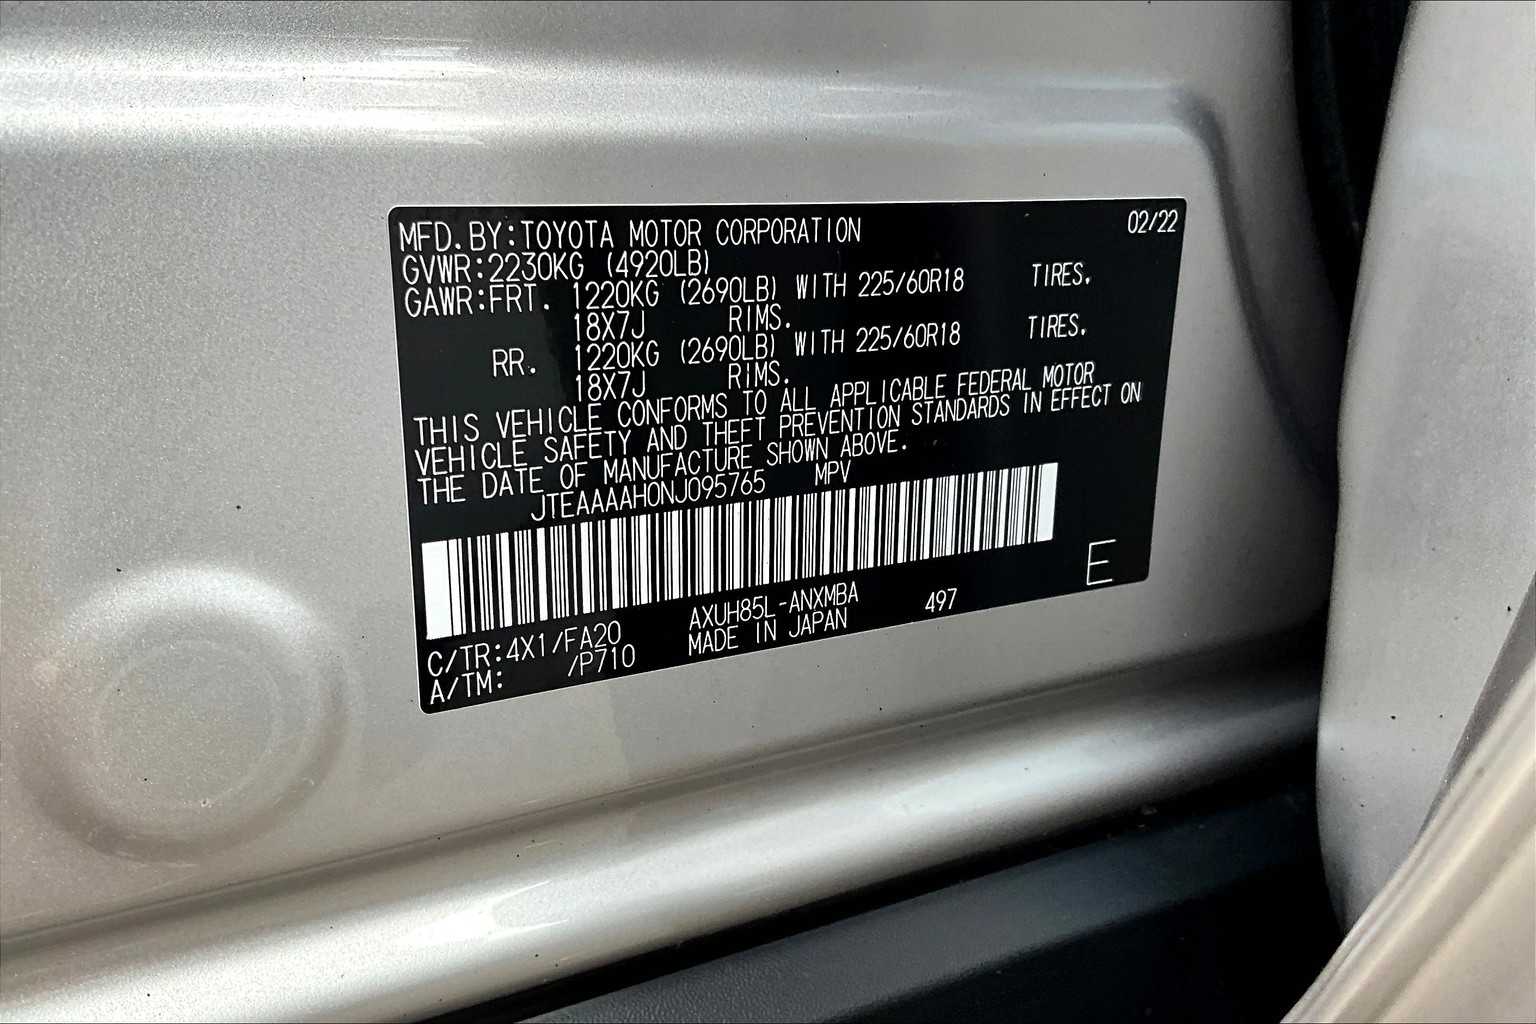 MFD. BY:TOYOTA MOTOR CORPORATION 02/22
GVWR:2230KG (4920LB)
GAWR:FRT. 1220KG (2690LB) WITH 225/60R18 TIRES.
18X7J RIMS.
RR. 1220KG (2690LB) WITH 225/60R18 TIRES.
18X7J RIMS.
THIS VEHICLE CONFORMS TO ALL APPLICABLE FEDERAL MOTOR
VEHICLE SAFETY AND THEFT PREVENTION STANDARDS IN EFFECT ON
THE DATE OF MANUFACTURE SHOWN ABOVE.
JTEAAAAH0NJ095765 MPV
E
C/TR:4X1/FA20 AXUH85L-ANXMBA 497
A/TM: /P710 MADE IN JAPAN